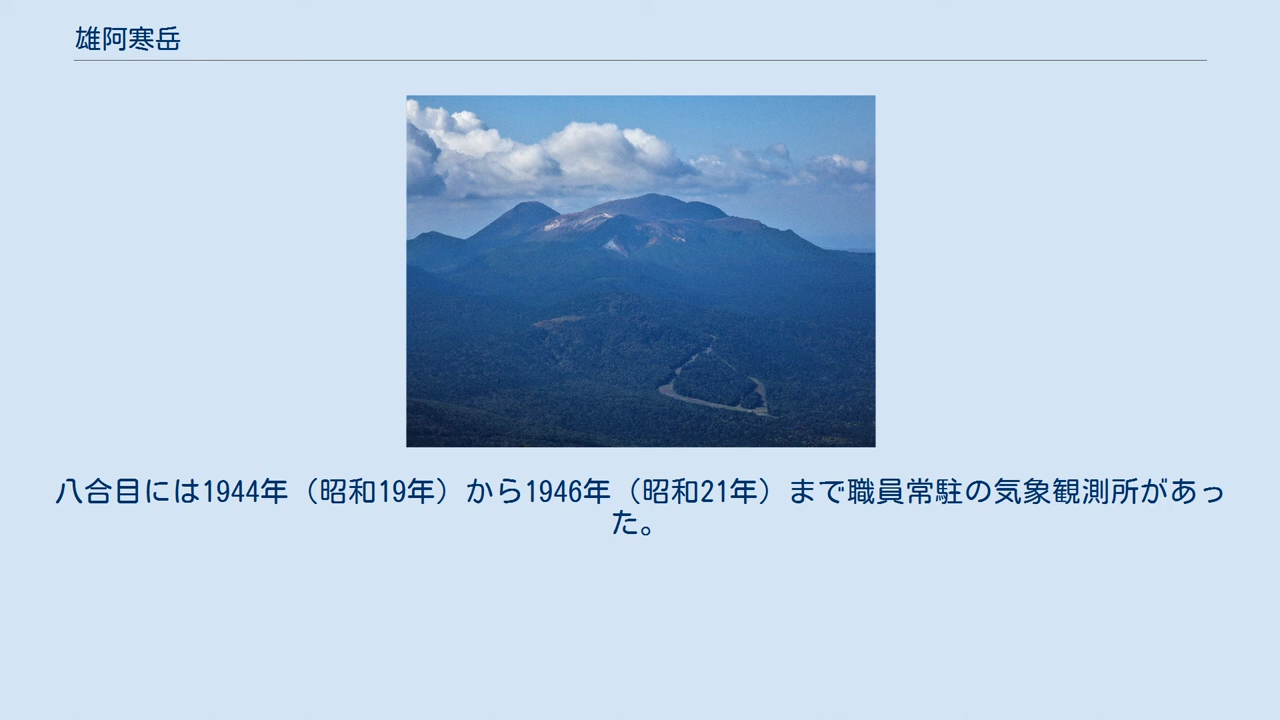 雄阿寒岳
八合目には1944年（昭和19年）から1946年（昭和21年）まで職員常駐の気象観測所があっ
た。